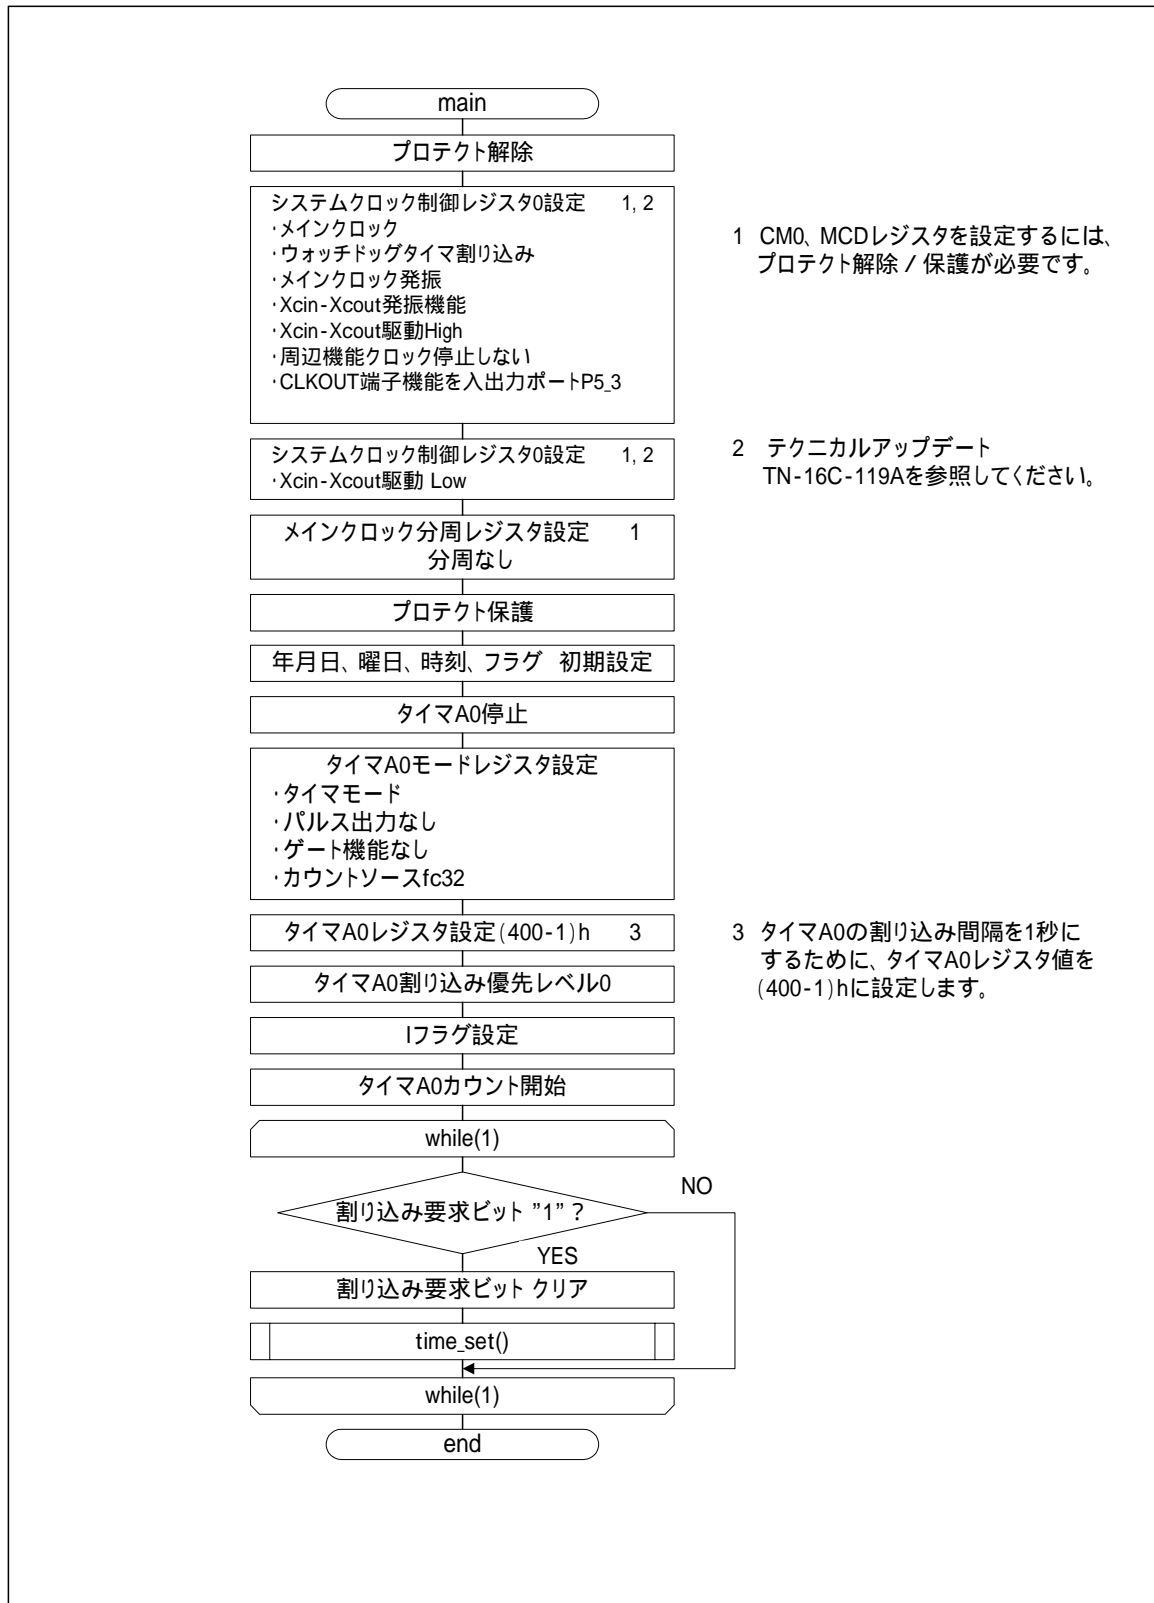 main
プロテクト解除
システムクロック制御レジスタ0設定 1, 2
・メインクロック
・ウォッチドッグタイマ割り込み
・メインクロック発振
・Xcin-Xcout発振機能
・Xcin-Xcout駆動High
・周辺機能クロック停止しない
・CLKOUT端子機能を入出力ポートP5_3
1 CM0、MCDレジスタを設定するには、
プロテクト解除/保護が必要です。
システムクロック制御レジスタ0設定 1, 2
・Xcin-Xcout駆動 Low
2 テクニカルアップデート
TN-16C-119Aを参照してください。
メインクロック分周レジスタ設定 1
分周なし
プロテクト保護
年月日、曜日、時刻、フラグ 初期設定
タイマA0停止
タイマA0モードレジスタ設定
・タイマモード
・パルス出力なし
・ゲート機能なし
・カウントソースfc32
タイマA0レジスタ設定(400-1)h 3
3 タイマA0の割り込み間隔を1秒に
するために、タイマA0レジスタ値を
(400-1)hに設定します。
タイマA0割り込み優先レベル0
Iフラグ設定
タイマA0カウント開始
while(1)
割り込み要求ビット ”1”?
NO
YES
割り込み要求ビット クリア
time_set()
while(1)
end